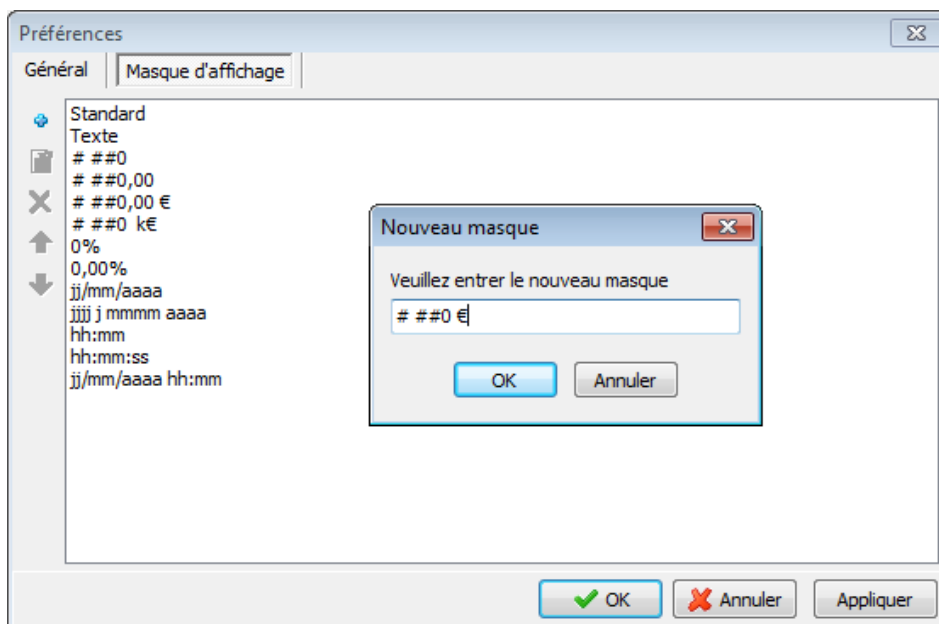 Préférences
Général
Masque d'affichage
Standard
Texte
# ##0
# ##0,00
# ##0,00 €
# ##0  k€
0%
0,00%
jj/mm/aaaa
jjjj j mmmm aaaa
hh:mm
hh:mm:ss
jj/mm/aaaa hh:mm
Nouveau masque
Veuillez entrer le nouveau masque
# ##0 €
OK
Annuler
OK
Annuler
Appliquer